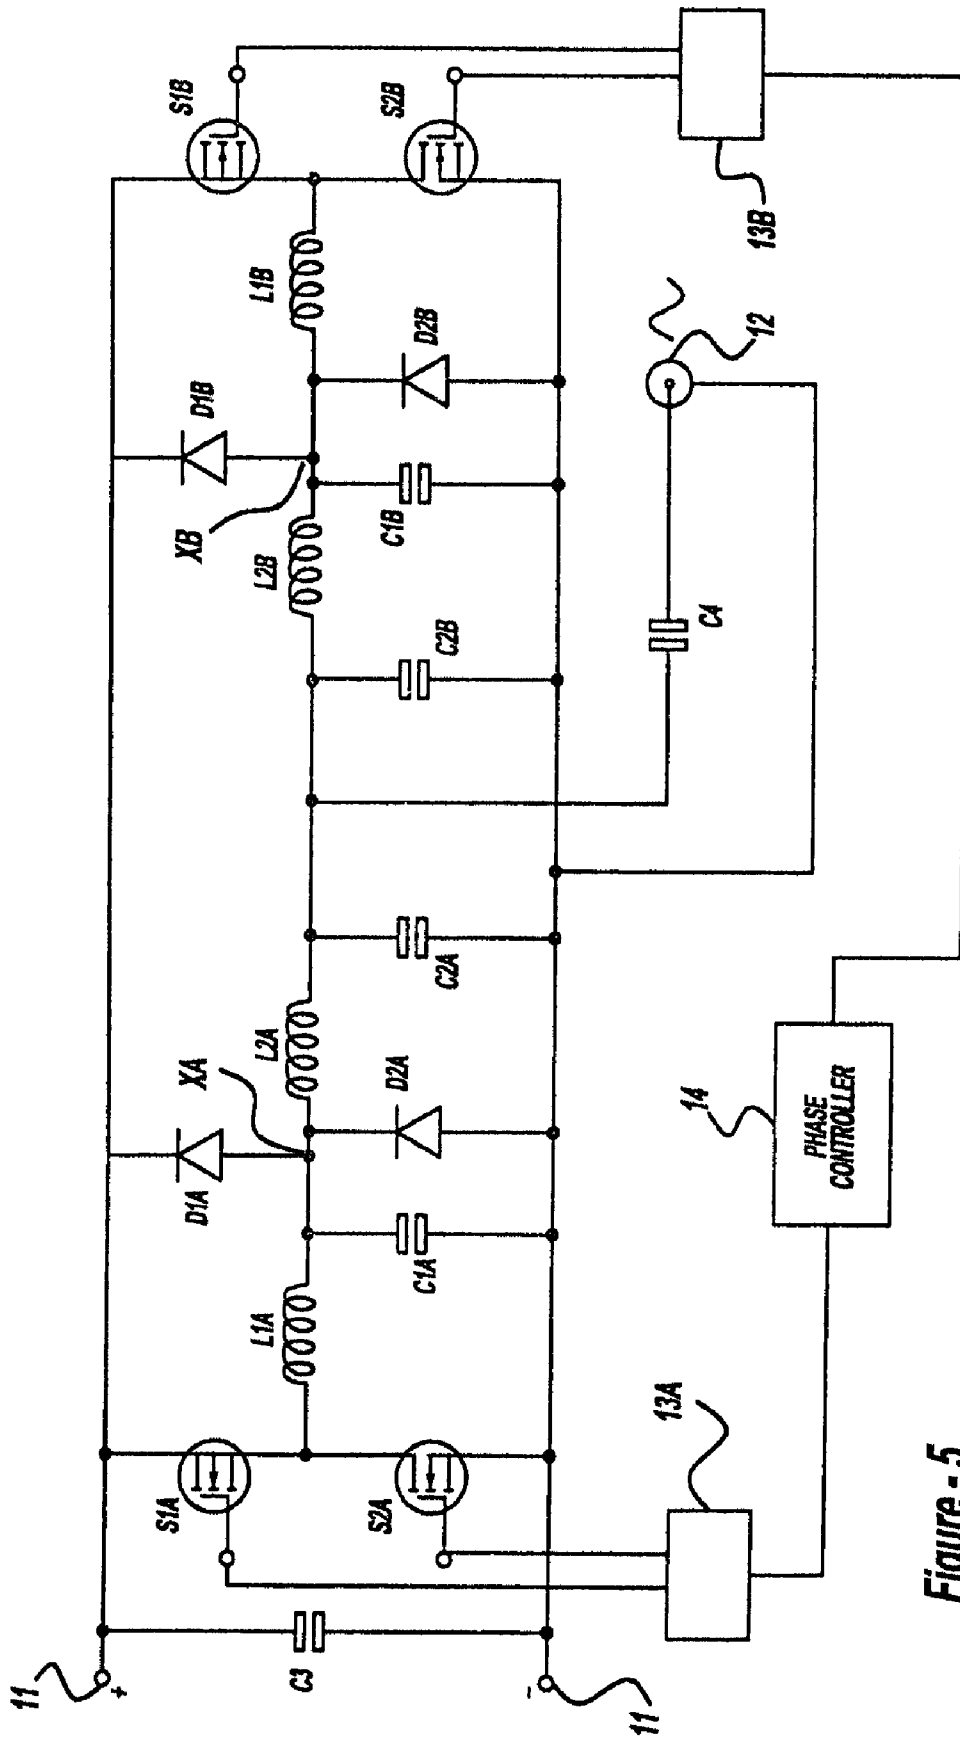 11
+
C3
S1A
S2A
L1A
C1A
D1A
XA
D2A
L2A
C2A
C2B
L2B
XB
C1B
D1B
D2B
L1B
S1B
S2B
11
-
13A
14
PHASE
CONTROLLER
C4
12
13B
Figure - 5